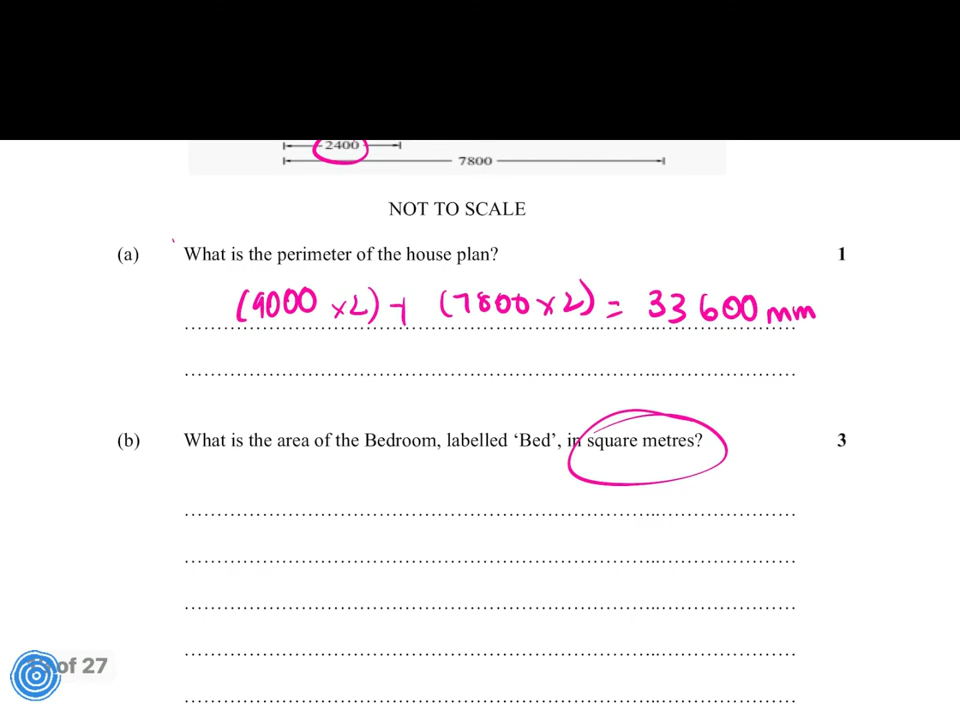 2400
7800
NOT TO SCALE
(a) What is the perimeter of the house plan? 1
(9000 × 2) + (7800 × 2) = 33 600 mm
(b) What is the area of the Bedroom, labelled ‘Bed’, in square metres? 3
of 27